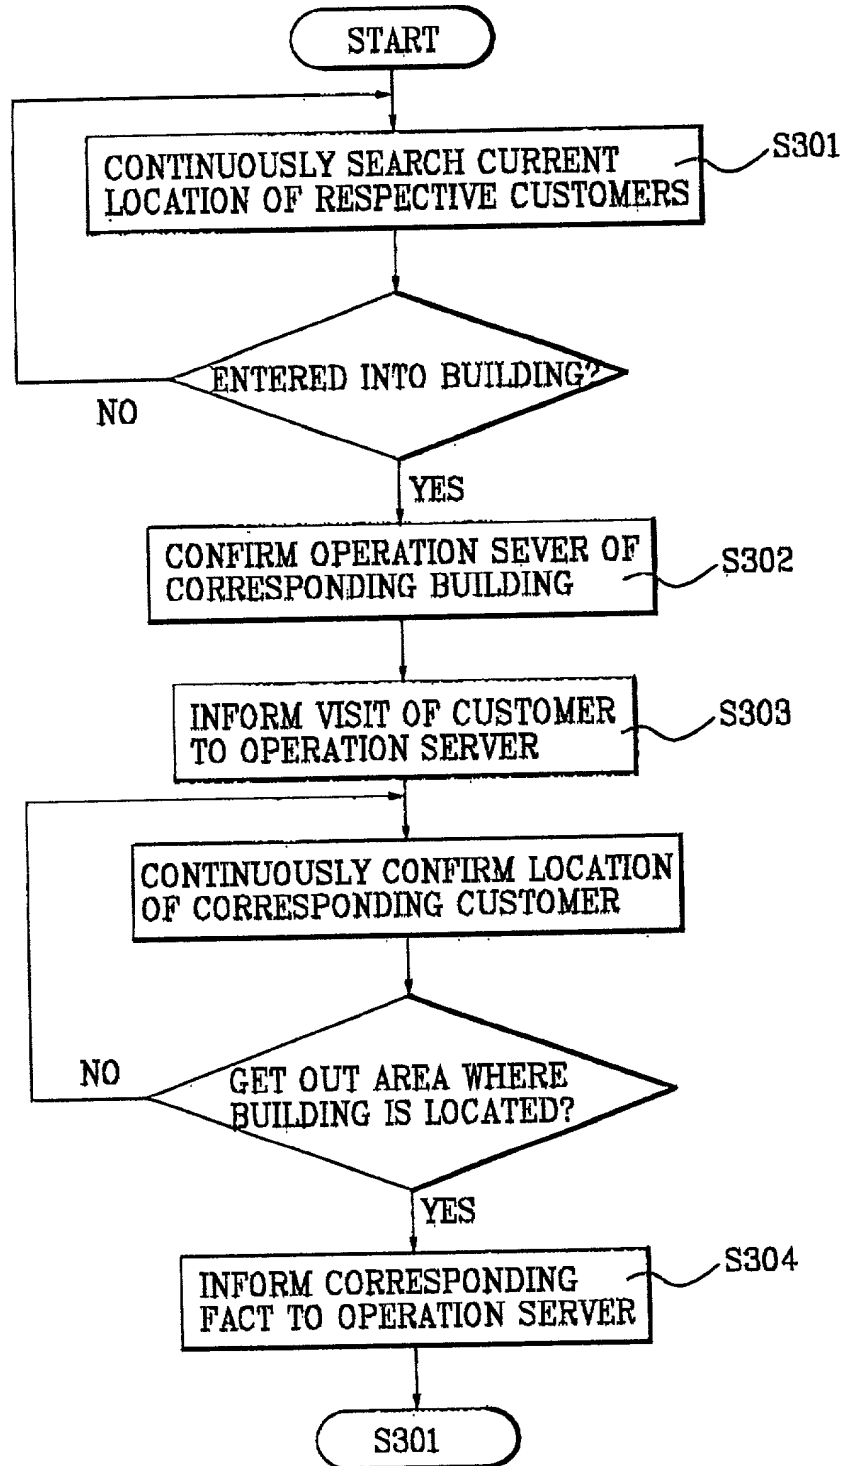 START
CONTINUOUSLY SEARCH CURRENT
LOCATION OF RESPECTIVE CUSTOMERS
S301
ENTERED INTO BUILDING?
NO
YES
CONFIRM OPERATION SEVER OF
CORRESPONDING BUILDING
S302
INFORM VISIT OF CUSTOMER
TO OPERATION SERVER
S303
CONTINUOUSLY CONFIRM LOCATION
OF CORRESPONDING CUSTOMER
GET OUT AREA WHERE
BUILDING IS LOCATED?
NO
YES
INFORM CORRESPONDING
FACT TO OPERATION SERVER
S304
S301